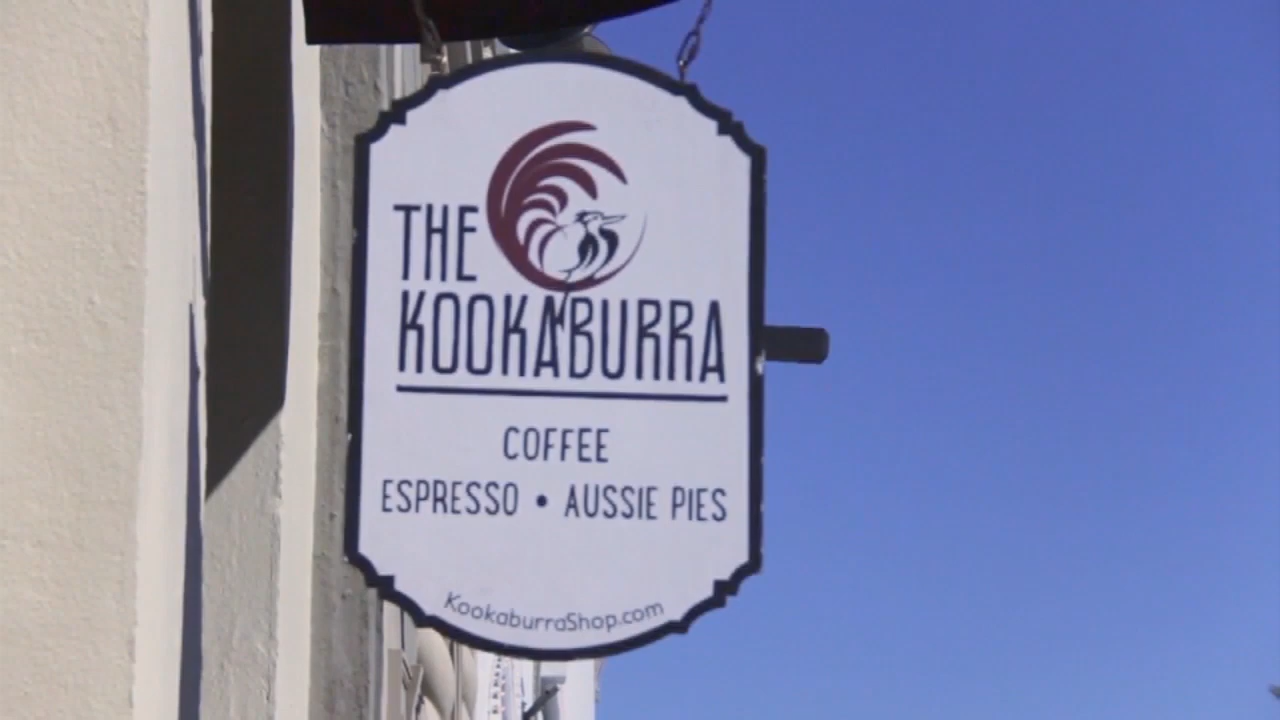 THE
KOOKABURRA
COFFEE
ESPRESSO • AUSSIE PIES
KookaburraShop.com